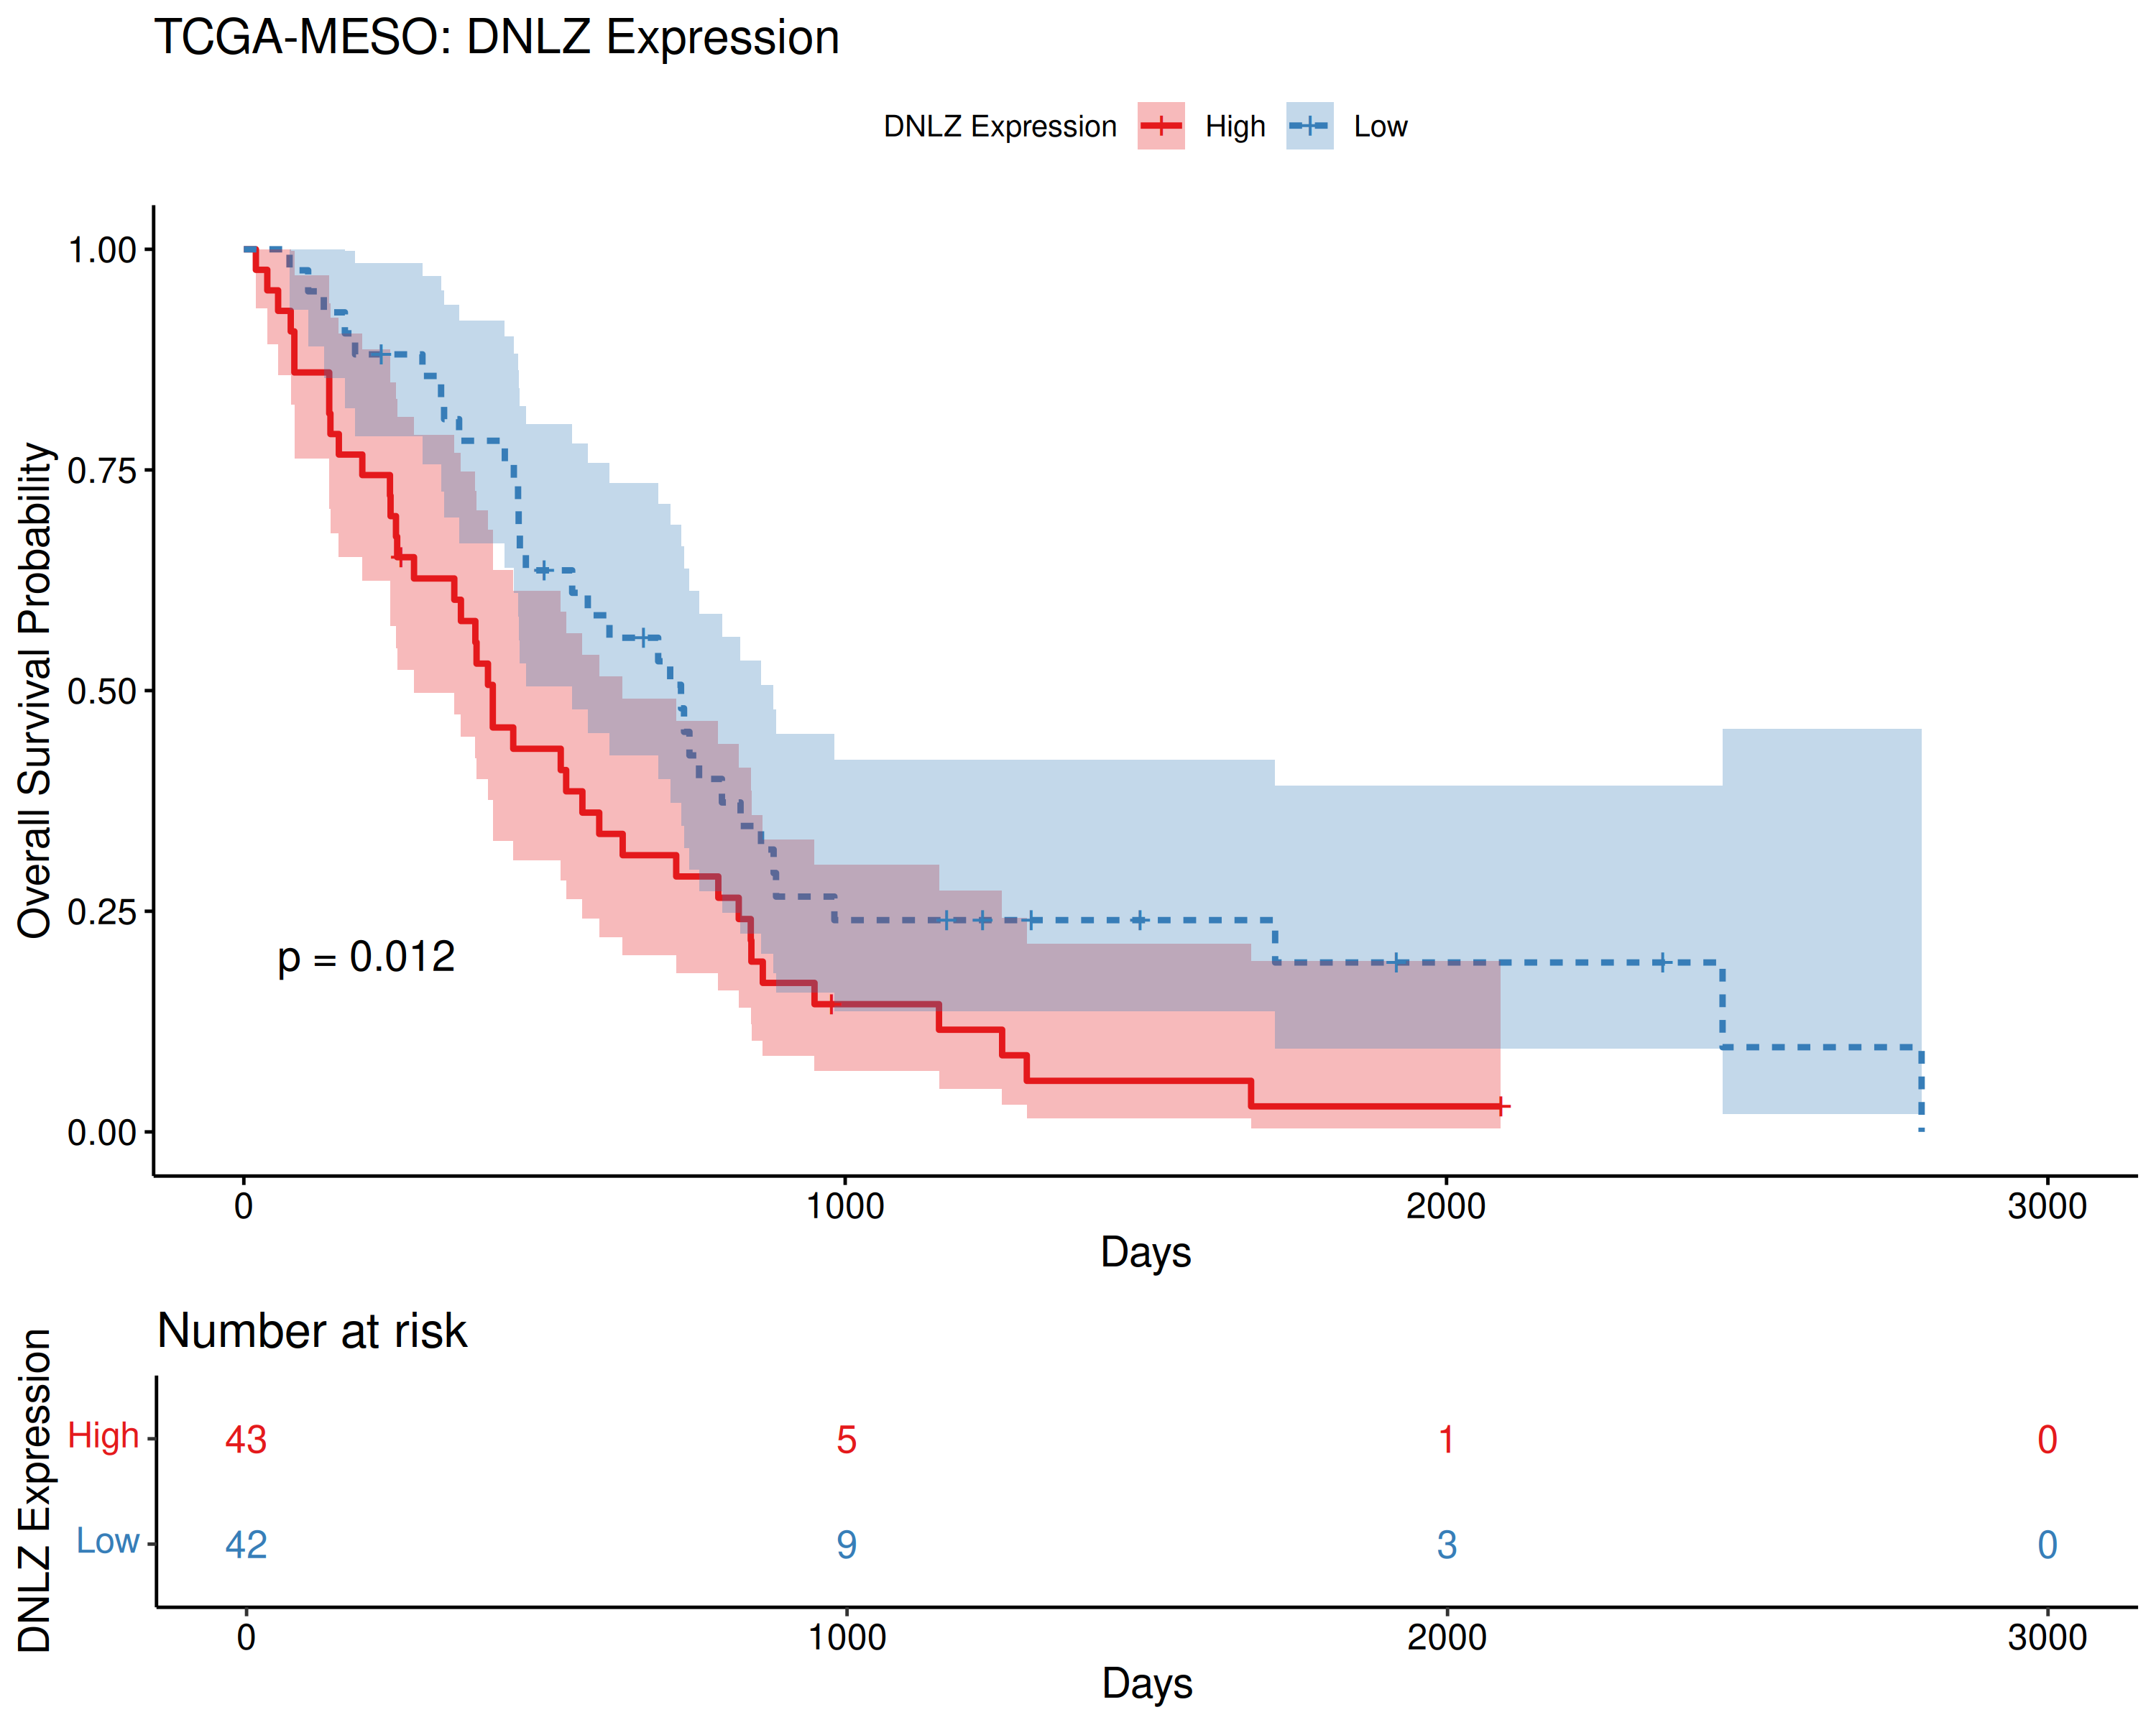 TCGA-MESO: DNLZ Expression
DNLZ Expression High Low
Overall Survival Probability
1.00
0.75
0.50
0.25
0.00
p = 0.012
0 1000 2000 3000
Days
Number at risk
DNLZ Expression
High 43 5 1 0
Low 42 9 3 0
0 1000 2000 3000
Days